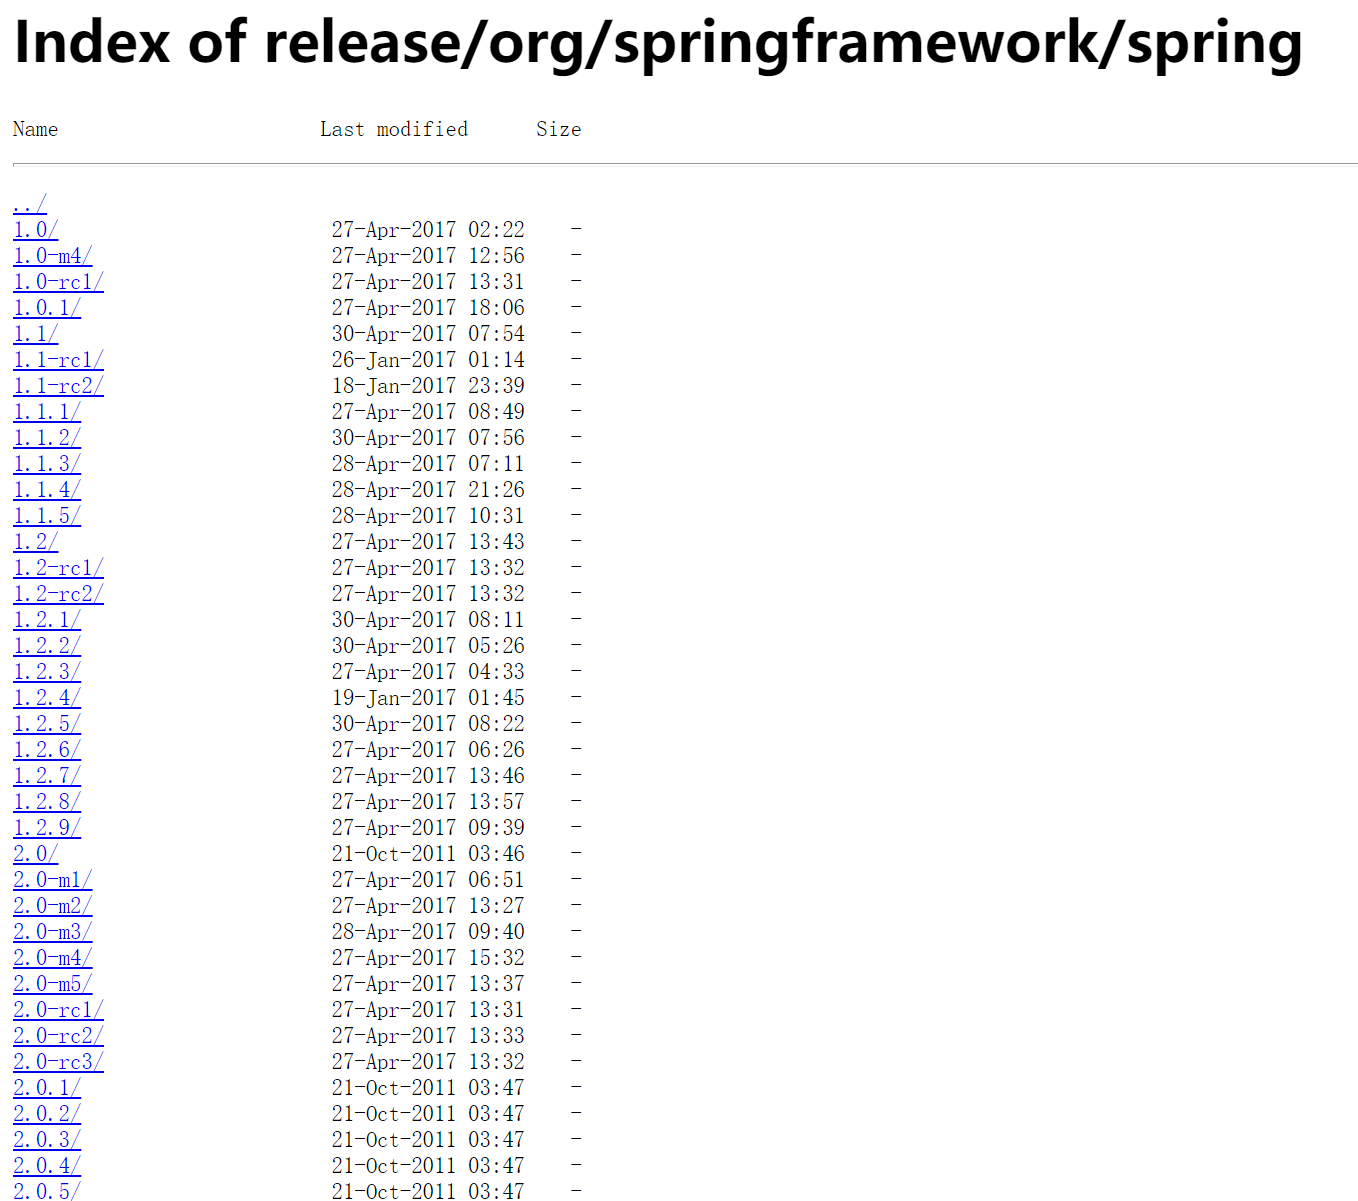 Index of release/org/springframework/spring
Name Last modified Size
../
1.0/ 27-Apr-2017 02:22 -
1.0-m4/ 27-Apr-2017 12:56 -
1.0-rc1/ 27-Apr-2017 13:31 -
1.0.1/ 27-Apr-2017 18:06 -
1.1/ 30-Apr-2017 07:54 -
1.1-rc1/ 26-Jan-2017 01:14 -
1.1-rc2/ 18-Jan-2017 23:39 -
1.1.1/ 27-Apr-2017 08:49 -
1.1.2/ 30-Apr-2017 07:56 -
1.1.3/ 28-Apr-2017 07:11 -
1.1.4/ 28-Apr-2017 21:26 -
1.1.5/ 28-Apr-2017 10:31 -
1.2/ 27-Apr-2017 13:43 -
1.2-rc1/ 27-Apr-2017 13:32 -
1.2-rc2/ 27-Apr-2017 13:32 -
1.2.1/ 30-Apr-2017 08:11 -
1.2.2/ 30-Apr-2017 05:26 -
1.2.3/ 27-Apr-2017 04:33 -
1.2.4/ 19-Jan-2017 01:45 -
1.2.5/ 30-Apr-2017 08:22 -
1.2.6/ 27-Apr-2017 06:26 -
1.2.7/ 27-Apr-2017 13:46 -
1.2.8/ 27-Apr-2017 13:57 -
1.2.9/ 27-Apr-2017 09:39 -
2.0/ 21-Oct-2011 03:46 -
2.0-m1/ 27-Apr-2017 06:51 -
2.0-m2/ 27-Apr-2017 13:27 -
2.0-m3/ 28-Apr-2017 09:40 -
2.0-m4/ 27-Apr-2017 15:32 -
2.0-m5/ 27-Apr-2017 13:37 -
2.0-rc1/ 27-Apr-2017 13:31 -
2.0-rc2/ 27-Apr-2017 13:33 -
2.0-rc3/ 27-Apr-2017 13:32 -
2.0.1/ 21-Oct-2011 03:47 -
2.0.2/ 21-Oct-2011 03:47 -
2.0.3/ 21-Oct-2011 03:47 -
2.0.4/ 21-Oct-2011 03:47 -
2.0.5/ 21-Oct-2011 03:47 -